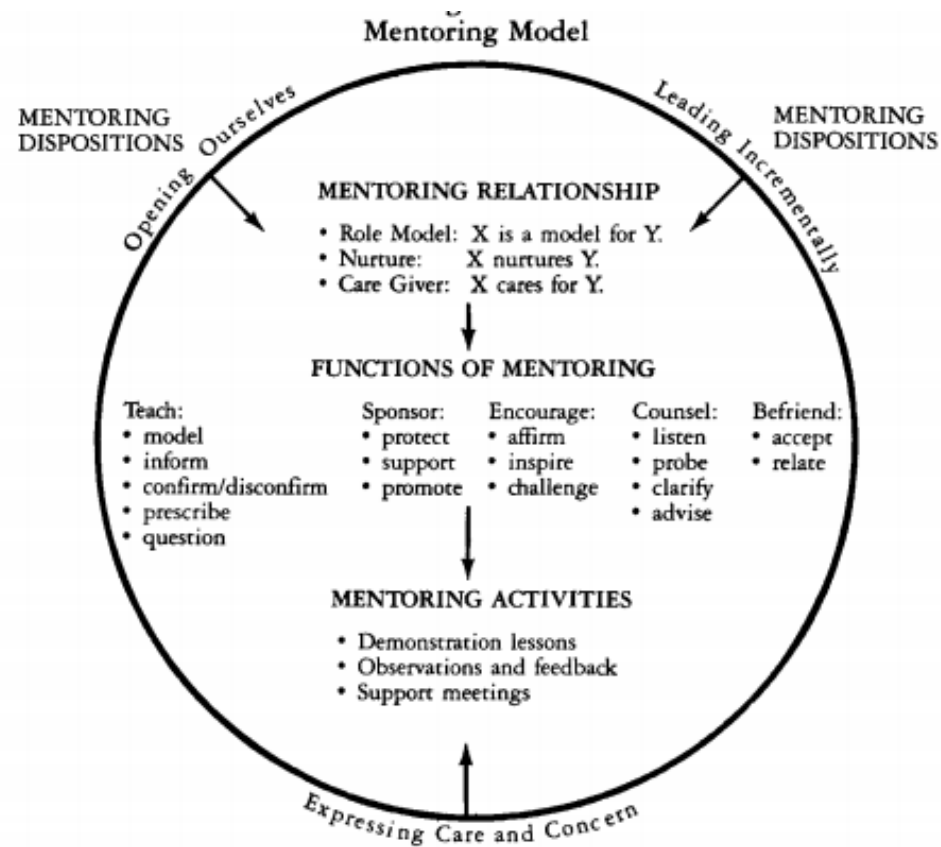 Mentoring Model
MENTORING
DISPOSITIONS
Opening Ourselves
Leading Incrementally
MENTORING
DISPOSITIONS
MENTORING RELATIONSHIP
• Role Model: X is a model for Y.
• Nurture: X nurtures Y.
• Care Giver: X cares for Y.
FUNCTIONS OF MENTORING
Teach:
• model
• inform
• confirm/disconfirm
• prescribe
• question
Sponsor:
• protect
• support
• promote
Encourage:
• affirm
• inspire
• challenge
Counsel:
• listen
• probe
• clarify
• advise
Befriend:
• accept
• relate
MENTORING ACTIVITIES
• Demonstration lessons
• Observations and feedback
• Support meetings
Expressing Care and Concern